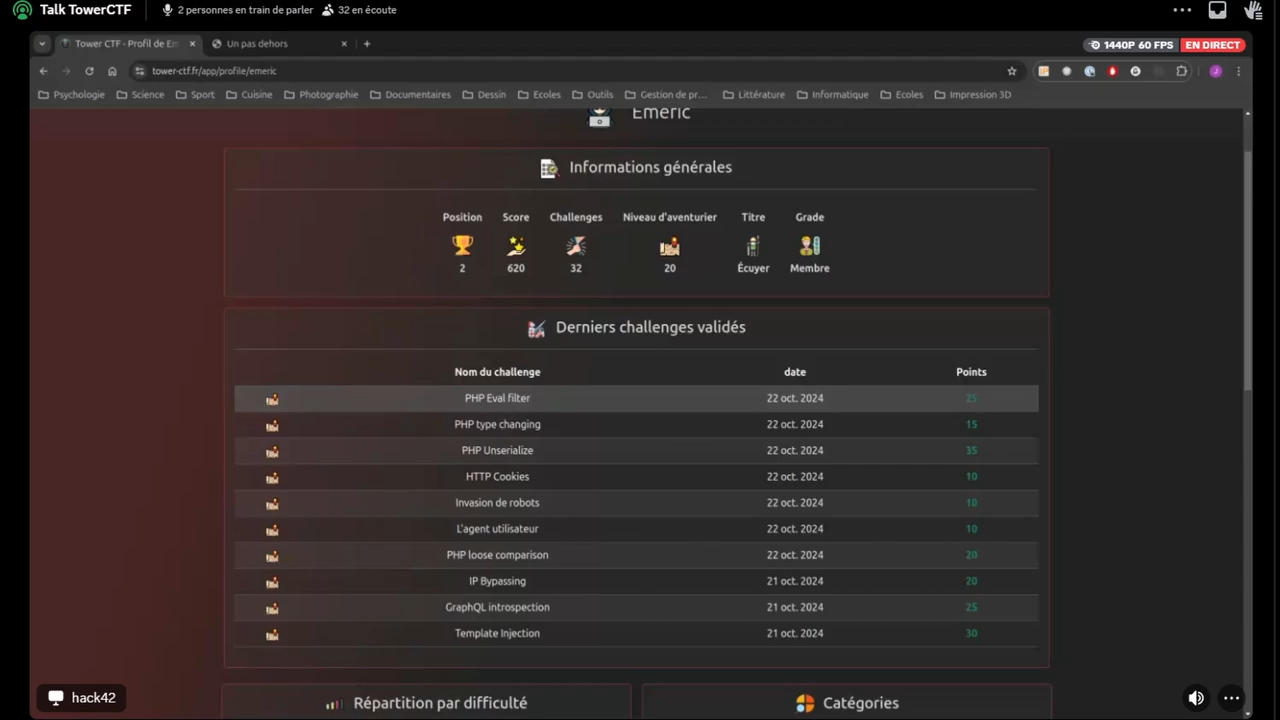 Talk TowerCTF 2 personnes en train de parler 32 en écoute
Tower CTF - Profil de Em Un pas dehors
1440P 60 FPS EN DIRECT
tower-ctf.fr/app/profile/emeric
Psychologie Science Sport Cuisine Photographie Documentaires Dessin Ecoles Outils Gestion de pr... Littérature Informatique Ecoles Impression 3D
Emeric
Informations générales
Position Score Challenges Niveau d'aventurier Titre Grade
2 620 32 20 Écuyer Membre
Derniers challenges validés
Nom du challenge date Points
PHP Eval filter 22 oct. 2024 25
PHP type changing 22 oct. 2024 15
PHP Unserialize 22 oct. 2024 35
HTTP Cookies 22 oct. 2024 10
Invasion de robots 22 oct. 2024 10
L'agent utilisateur 22 oct. 2024 10
PHP loose comparison 22 oct. 2024 20
IP Bypassing 21 oct. 2024 20
GraphQL introspection 21 oct. 2024 25
Template Injection 21 oct. 2024 30
hack42 Répartition par difficulté Catégories